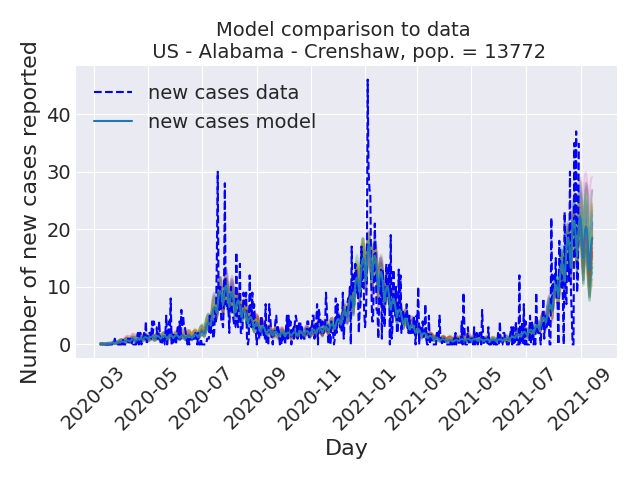 Model comparison to data
US - Alabama - Crenshaw, pop. = 13772
Number of new cases reported
40
30
20
10
0
new cases data
new cases model
2020-03
2020-05
2020-07
2020-09
2020-11
2021-01
2021-03
2021-05
2021-07
2021-09
Day